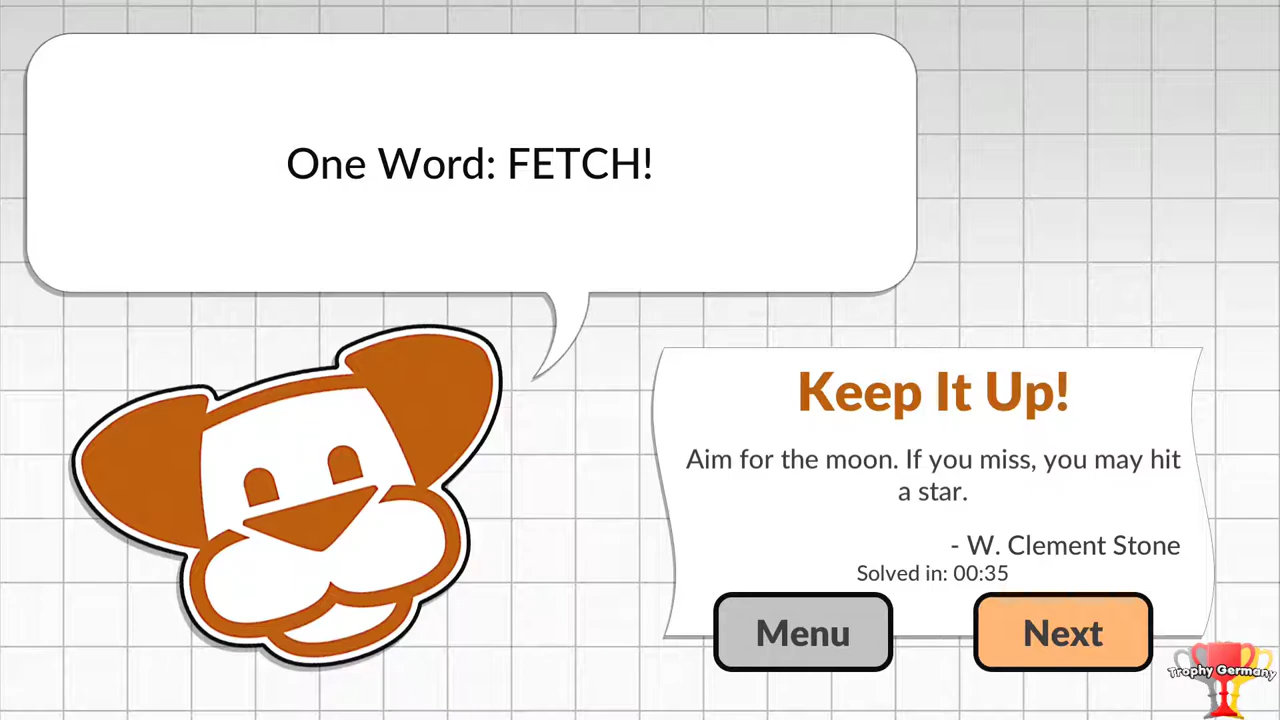 One Word: FETCH!
Keep It Up!
Aim for the moon. If you miss, you may hit
a star.
- W. Clement Stone
Solved in: 00:35
Menu
Next
Trophy Germany